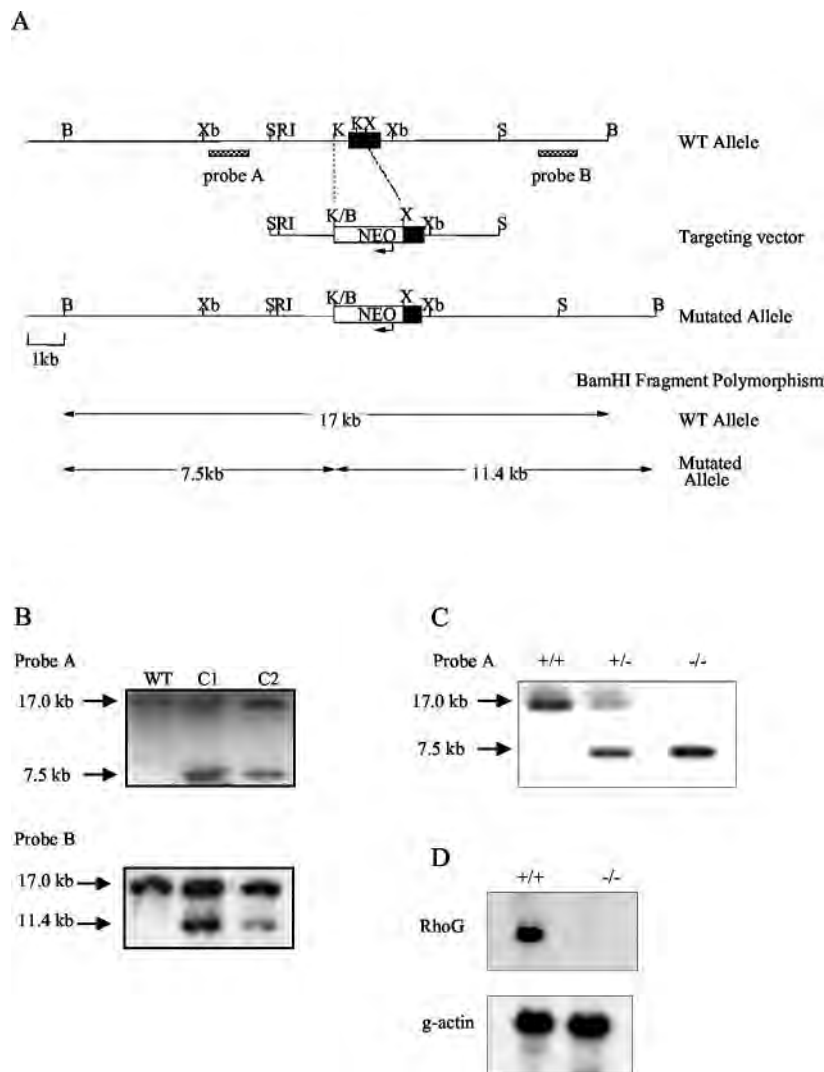 A
B Xb SRI K KX Xb S B WT Allele
probe A probe B
SRI K/B X Xb S
NEO Targeting vector
B Xb SRI K/B X Xb S B
NEO Mutated Allele
1kb
BamHI Fragment Polymorphism
17 kb WT Allele
7.5kb 11.4 kb Mutated
Allele
B
Probe A
WT C1 C2
17.0 kb
7.5 kb
Probe B
17.0 kb
11.4 kb
C
Probe A +/+ +/- -/-
17.0 kb
7.5 kb
D
+/+ -/-
RhoG
g-actin